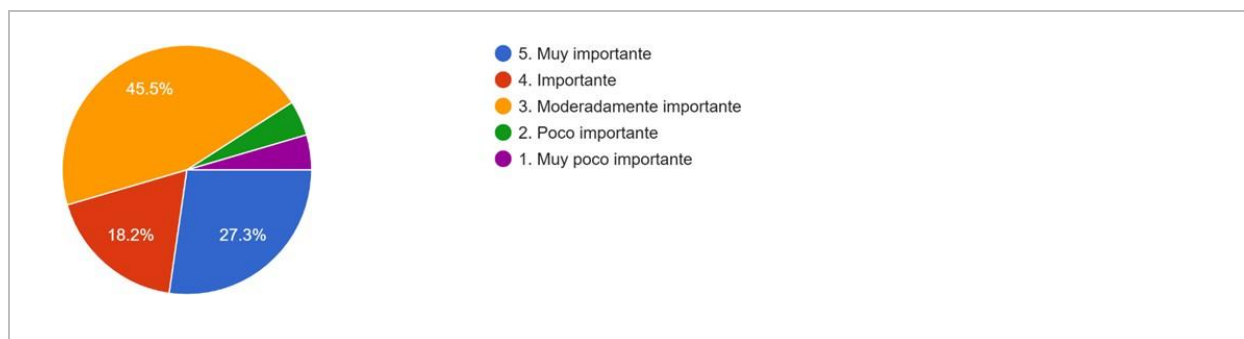 45.5%
18.2%
27.3%
5. Muy importante
4. Importante
3. Moderadamente importante
2. Poco importante
1. Muy poco importante